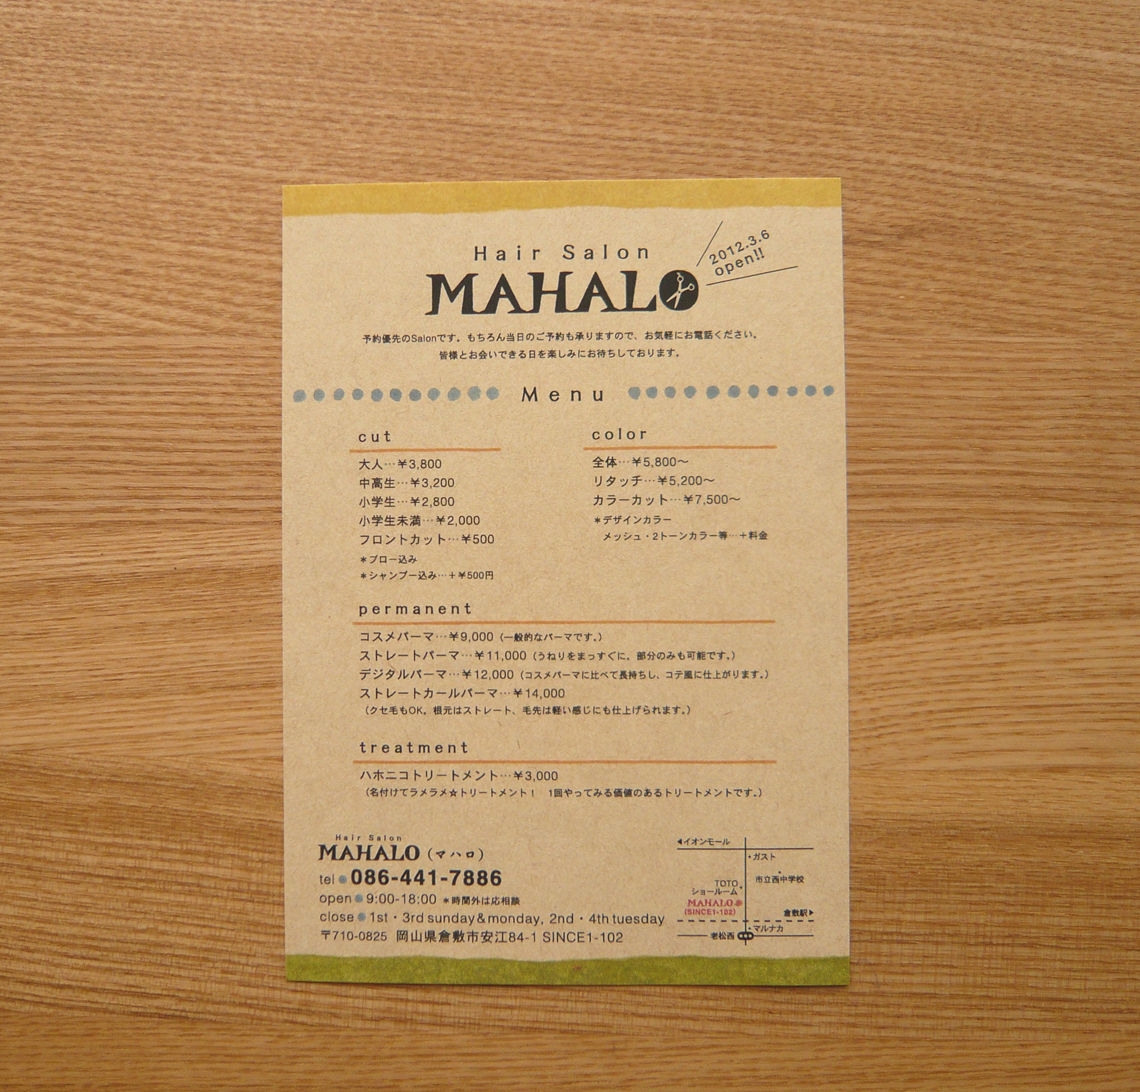 Hair Salon
MAHALO
2012.3.6
open!!
予約優先のSalonです。もちろん当日のご予約も承りますので、お気軽にお電話ください。
皆様とお会いできる日を楽しみにお待ちしております。
Menu
cut
大人…¥3,800
中高生…¥3,200
小学生…¥2,800
小学生未満…¥2,000
フロントカット…¥500
＊ブロー込み
＊シャンプー込み…＋¥500円
color
全体…¥5,800〜
リタッチ…¥5,200〜
カラーカット…¥7,500〜
＊デザインカラー
メッシュ・2トーンカラー等…＋料金
permanent
コスメパーマ…¥9,000（一般的なパーマです。）
ストレートパーマ…¥11,000（うねりをまっすぐに。部分のみも可能です。）
デジタルパーマ…¥12,000（コスメパーマに比べて長持ちし、コテ風に仕上がります。）
ストレートカールパーマ…¥14,000
（クセ毛もOK。根元はストレート、毛先は軽い感じにも仕上げられます。）
treatment
ハホニコトリートメント…¥3,000
（名付けてラメラメ☆トリートメント！　1回やってみる価値のあるトリートメントです。）
Hair Salon
MAHALO（マハロ）
tel●086-441-7886
open●9:00-18:00 ＊時間外は応相談
close●1st・3rd sunday＆monday, 2nd・4th tuesday
〒710-0825 岡山県倉敷市安江84-1 SINCE1-102
◀イオンモール
・ガスト
市立西中学校
TOTO
ショールーム
MAHALO
(SINCE1-102)
倉敷駅▶
・マルナカ
老松西